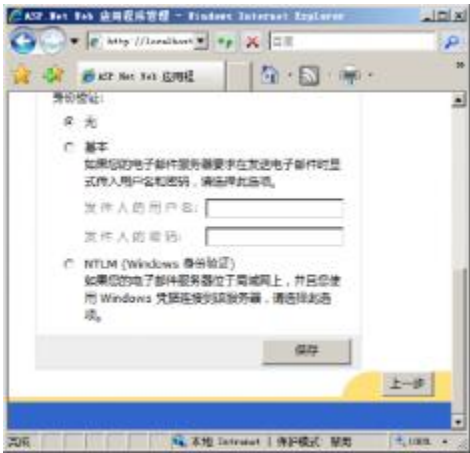 ASP.Net Web 应用程序管理 - Windows Internet Explorer
http://localhost
百度
ASP.Net Web 应用程
身份验证:
无
基本
如果您的电子邮件服务器要求在发送电子邮件时显
式传入用户名和密码，请选择此选项。
发件人的用户名:
发件人的密码:
NTLM (Windows 身份验证)
如果您的电子邮件服务器位于局域网上，并且您使
用 Windows 凭据连接到该服务器，请选择此选
项。
保存
上一步
完成
本地 Intranet | 保护模式: 禁用
100%